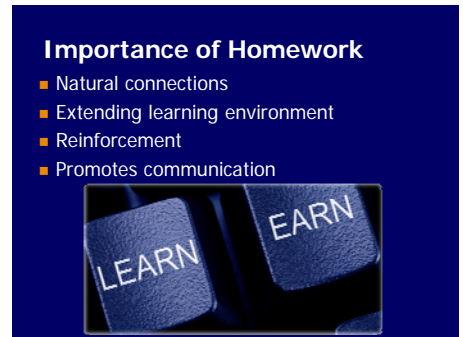 Importance of Homework
Natural connections
Extending learning environment
Reinforcement
Promotes communication
LEARN
EARN